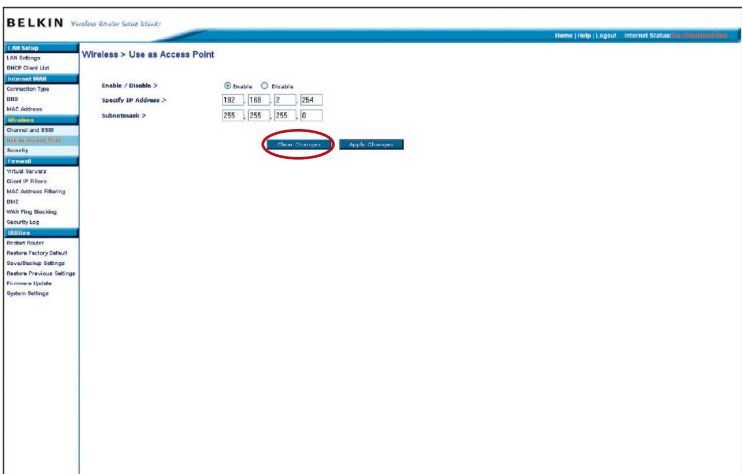 BELKIN Wireless Router Setup Utility
Home | Help | Logout Internet Status:
LAN Setup
LAN Settings
DHCP Client List
Internet WAN
Connection Type
DNS
MAC Address
Wireless
Channel and SSID
Use as Access Point
Security
Firewall
Virtual Servers
Client IP Filters
MAC Address Filtering
DMZ
WAN Ping Blocking
Security Log
Utilities
Restart Router
Restore Factory Default
Save/Backup Settings
Restore Previous Settings
Firmware Update
System Settings
Wireless > Use as Access Point
Enable / Disable > Enable Disable
Specify IP Address > 192 . 168 . 2 . 254
Subnetmask > 255 . 255 . 255 . 0
Clear Changes Apply Changes